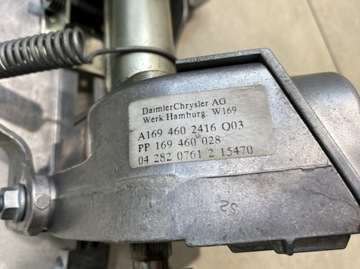 DaimlerChrysler AG
Werk Hamburg W169
A169 460 2416 Q03
PP 169 460 028
04 282 0761 2 15470